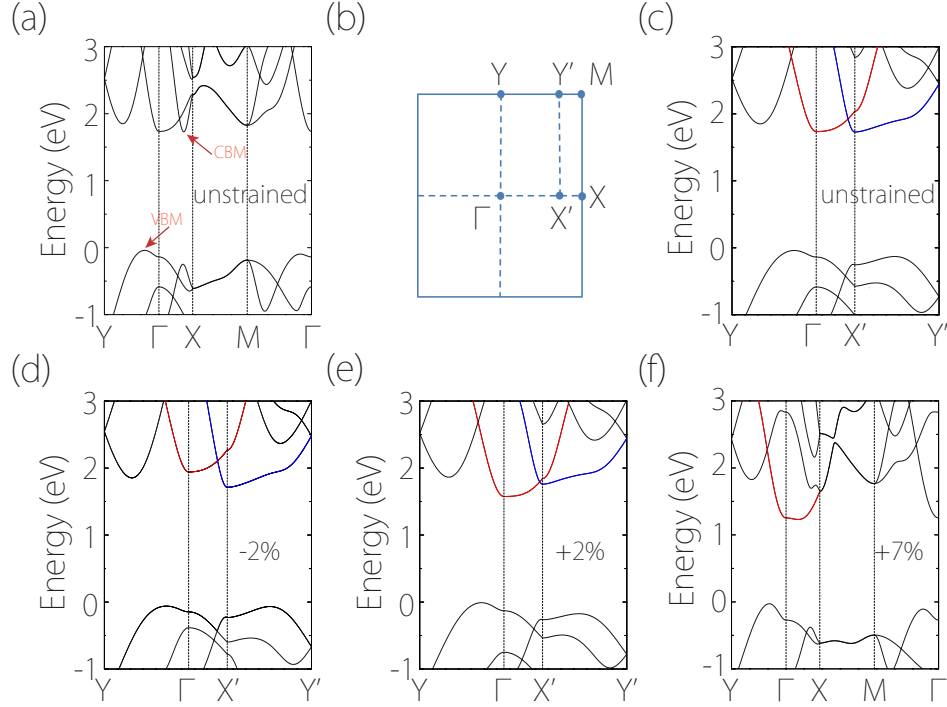 (a)
(b)
(c)
3
2
1
0
-1
Energy (eV)
CBM
unstrained
VBM
Y Γ X M Γ
Y Y′ M
Γ X′ X
3
2
1
0
-1
Energy (eV)
unstrained
Y Γ X′ Y′
(d)
(e)
(f)
3
2
1
0
-1
Energy (eV)
-2%
Y Γ X′ Y′
3
2
1
0
-1
Energy (eV)
+2%
Y Γ X′ Y′
3
2
1
0
-1
Energy (eV)
+7%
Y Γ X M Γ